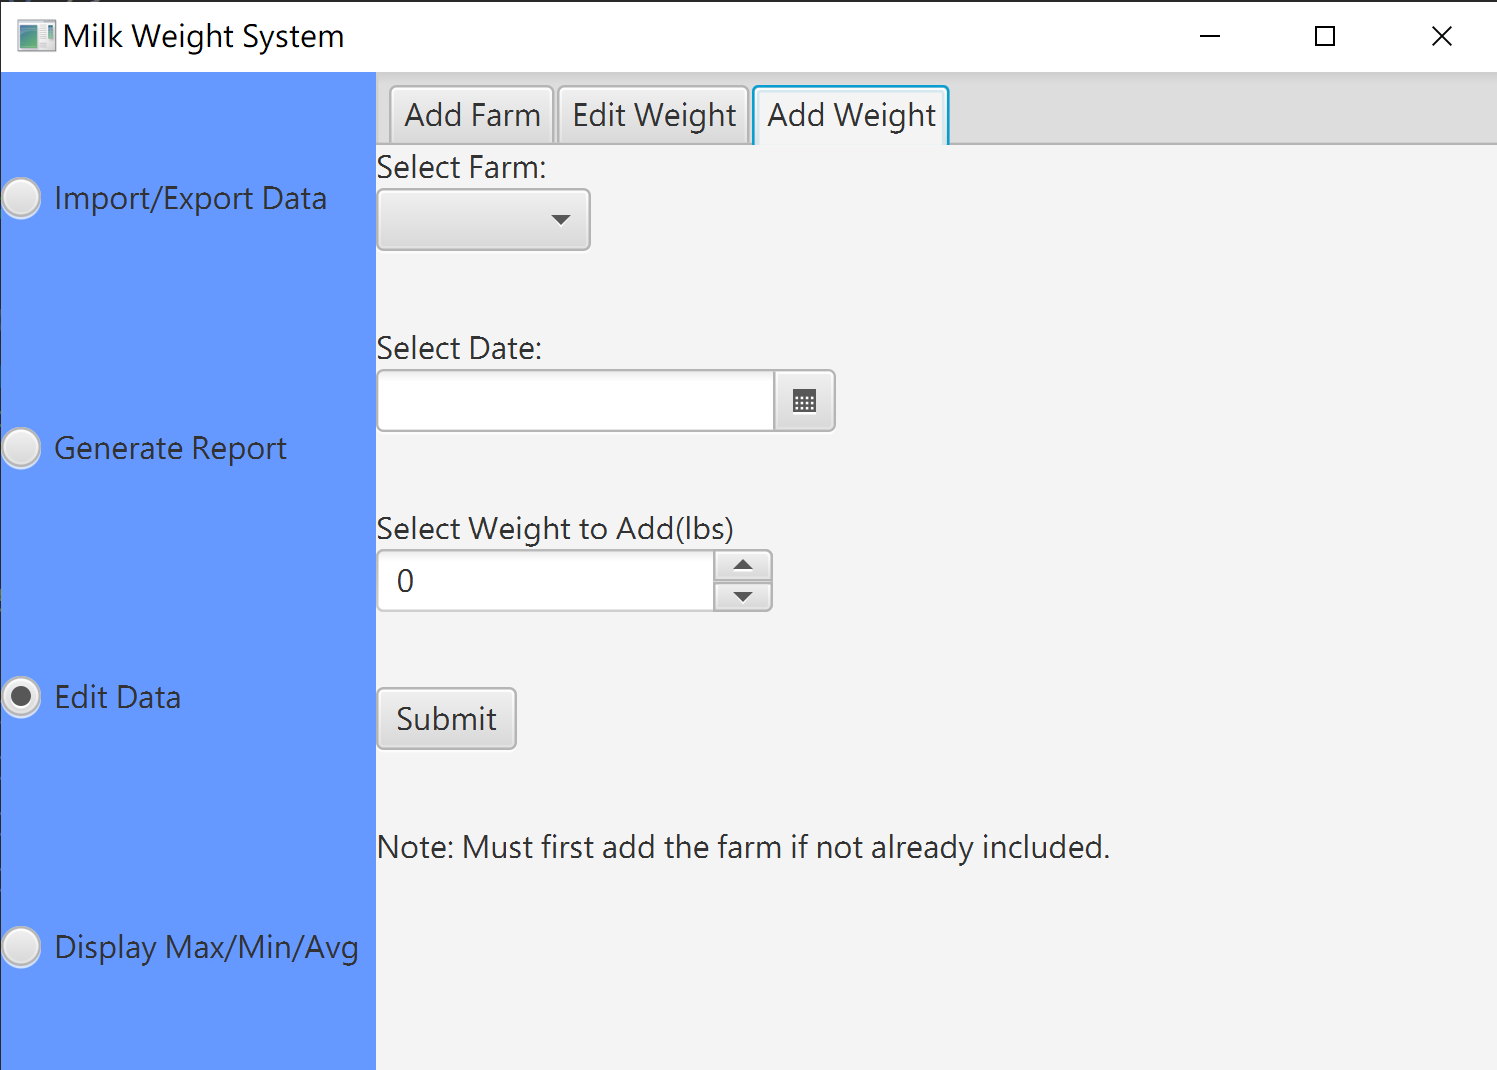 Milk Weight System
Import/Export Data
Generate Report
Edit Data
Display Max/Min/Avg
Add Farm
Edit Weight
Add Weight
Select Farm:
Select Date:
Select Weight to Add(lbs)
0
Submit
Note: Must first add the farm if not already included.